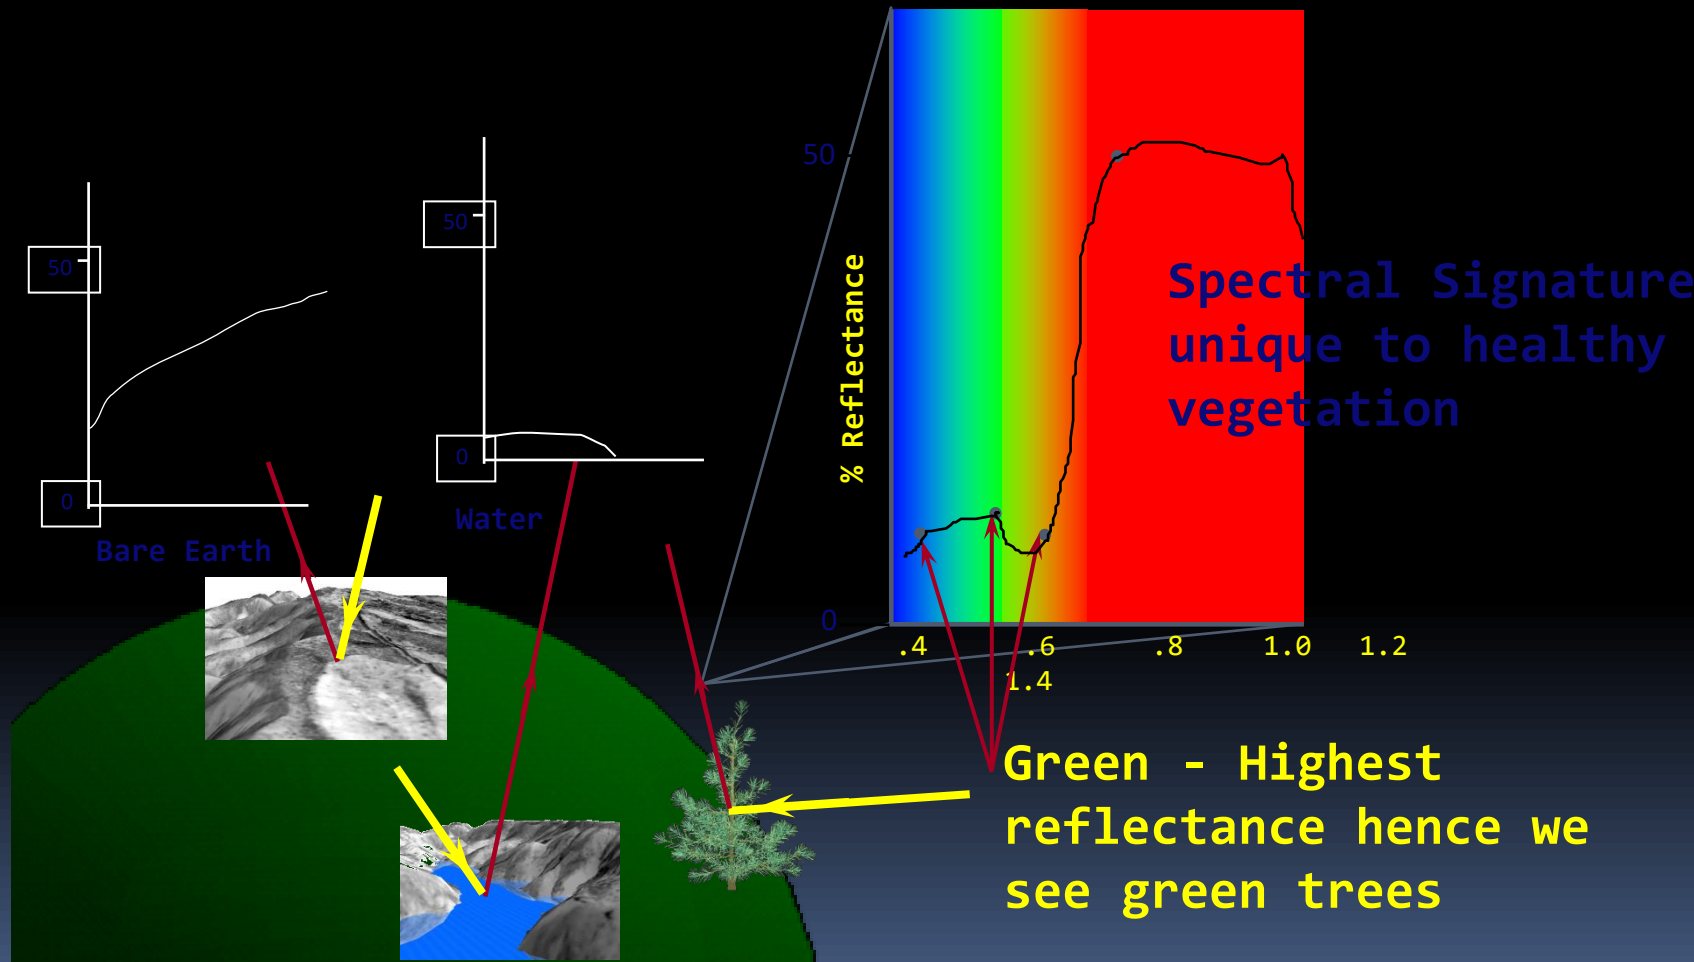 50
0
Bare Earth
50
0
Water
50
0
% Reflectance
.4 .6 .8 1.0 1.2
1.4
Spectral Signature
unique to healthy
vegetation
Green - Highest
reflectance hence we
see green trees